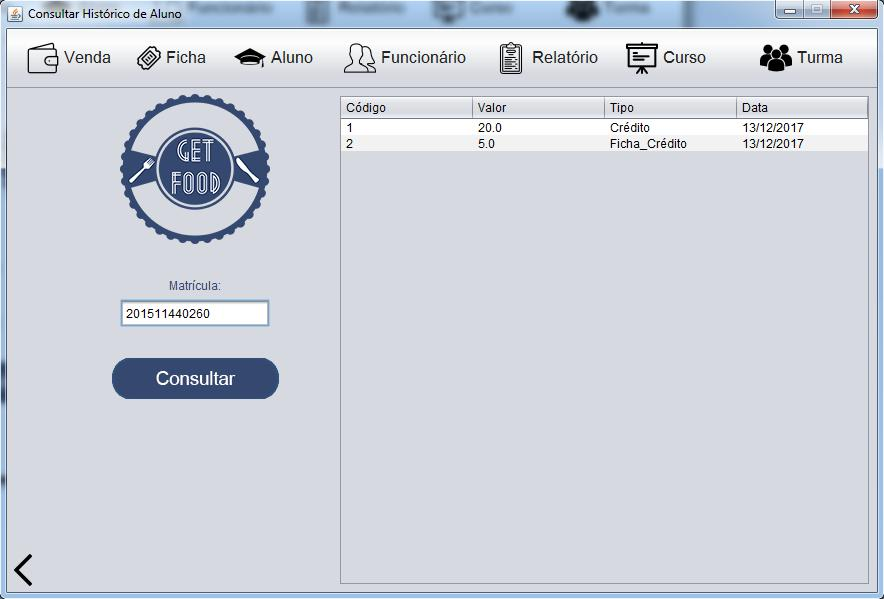 Consultar Histórico de Aluno
Venda Ficha Aluno Funcionário Relatório Curso Turma
GET
FOOD
Matrícula:
201511440260
Consultar
Código Valor Tipo Data
1 20.0 Crédito 13/12/2017
2 5.0 Ficha_Crédito 13/12/2017